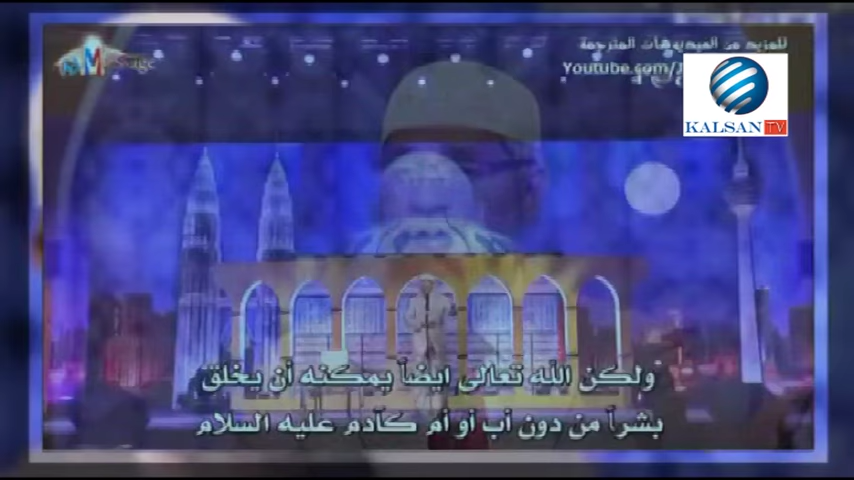 للمزيد من الفيديوهات المترجمة
Youtube.com/
KALSAN TV
ولكن الله تعالى ايضاً يمكنه أن يخلق
بشراً من دون أب أو أم كآدم عليه السلام